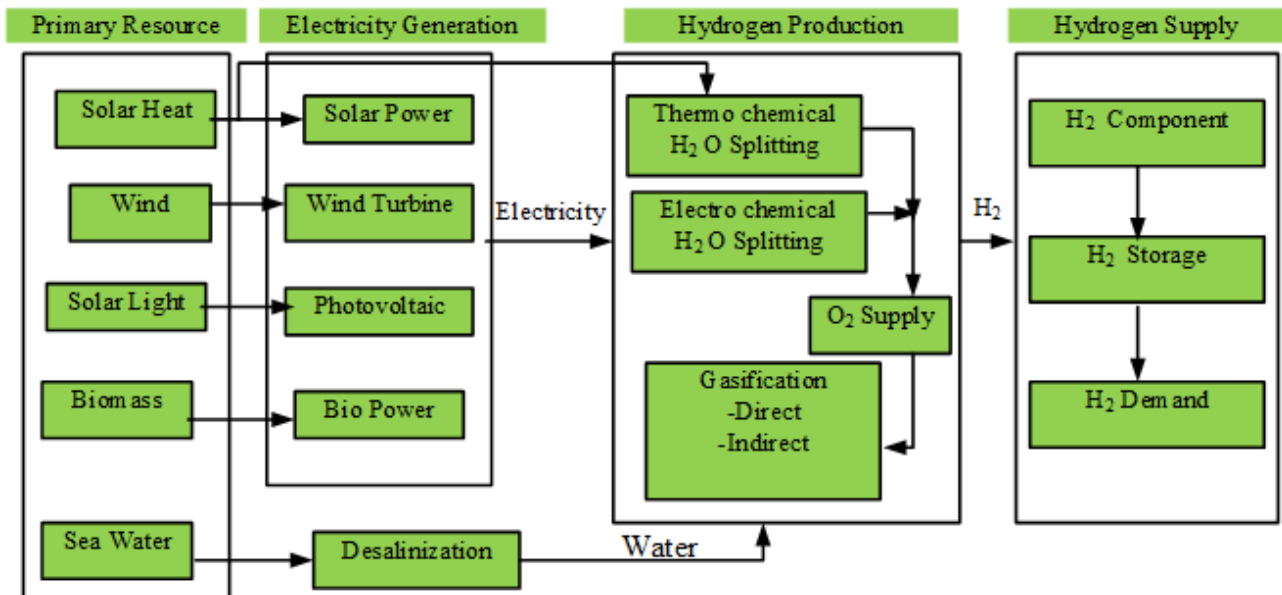 Primary Resource
Electricity Generation
Hydrogen Production
Hydrogen Supply
Solar Heat
Wind
Solar Light
Biomass
Sea Water
Solar Power
Wind Turbine
Photovoltaic
Bio Power
Desalinization
Electricity
Water
Thermo chemical
H₂ O Splitting
Electro chemical
H₂O Splitting
O₂ Supply
Gasification
-Direct
-Indirect
H₂
H₂ Component
H₂ Storage
H₂ Demand